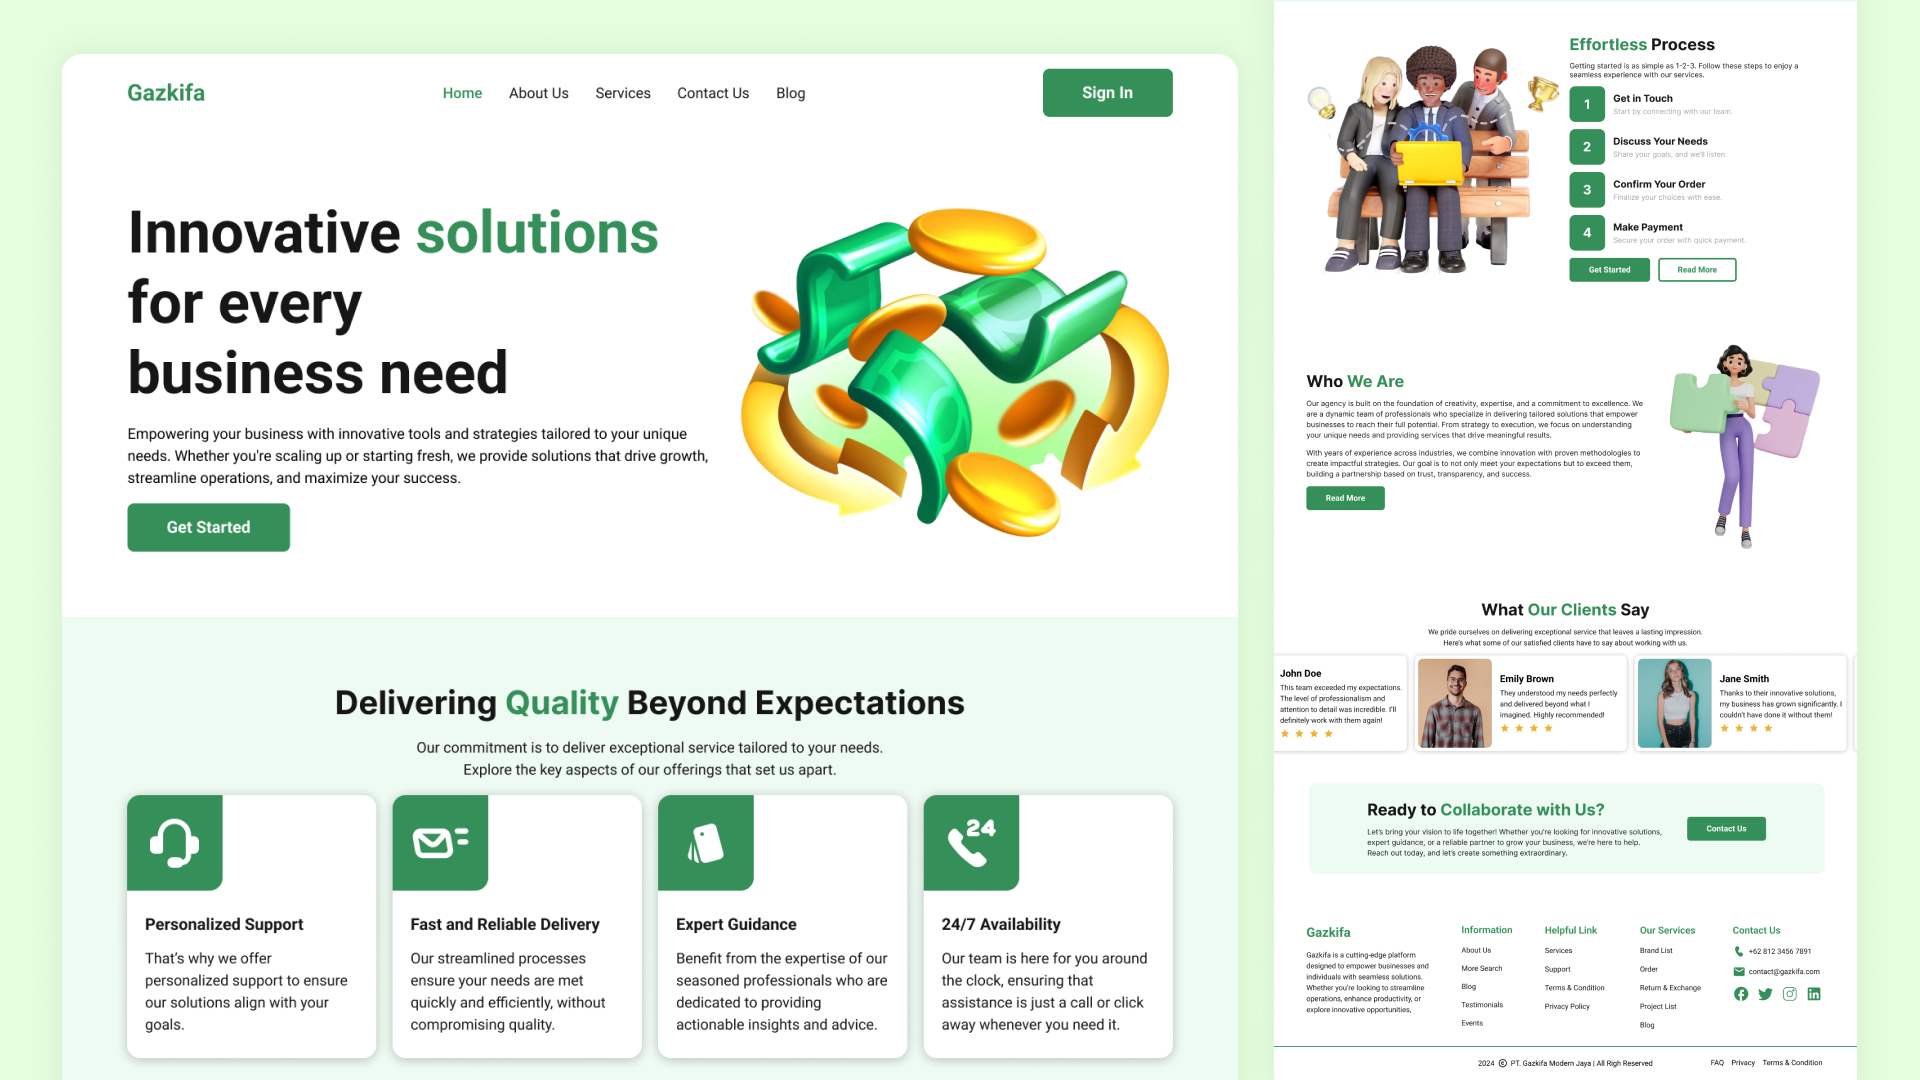 Gazkifa
Home About Us Services Contact Us Blog
Sign In
Innovative solutions
for every
business need
Empowering your business with innovative tools and strategies tailored to your unique
needs. Whether you're scaling up or starting fresh, we provide solutions that drive growth,
streamline operations, and maximize your success.
Get Started
Delivering Quality Beyond Expectations
Our commitment is to deliver exceptional service tailored to your needs.
Explore the key aspects of our offerings that set us apart.
Personalized Support
That's why we offer
personalized support to ensure
our solutions align with your
goals.
Fast and Reliable Delivery
Our streamlined processes
ensure your needs are met
quickly and efficiently, without
compromising quality.
Expert Guidance
Benefit from the expertise of our
seasoned professionals who are
dedicated to providing
actionable insights and advice.
24
24/7 Availability
Our team is here for you around
the clock, ensuring that
assistance is just a call or click
away whenever you need it.
Effortless Process
Getting started is as simple as 1-2-3. Follow these steps to enjoy a
seamless experience with our services.
1
Get in Touch
Start by connecting with our team.
2
Discuss Your Needs
Share your goals, and we'll listen.
3
Confirm Your Order
Finalize your choices with ease.
4
Make Payment
Secure your order with quick payment.
Get Started
Read More
Who We Are
Our agency is built on the foundation of creativity, expertise, and a commitment to excellence. We
are a dynamic team of professionals who specialize in delivering tailored solutions that empower
businesses to reach their full potential. From strategy to execution, we focus on understanding
your unique needs and providing services that drive meaningful results.
With years of experience across industries, we combine innovation with proven methodologies to
create impactful strategies. Our goal is to not only meet your expectations but to exceed them,
building a partnership based on trust, transparency, and success.
Read More
What Our Clients Say
We pride ourselves on delivering exceptional service that leaves a lasting impression.
Here's what some of our satisfied clients have to say about working with us.
John Doe
This team exceeded my expectations.
The level of professionalism and
attention to detail was incredible. I'll
definitely work with them again!
Emily Brown
They understood my needs perfectly
and delivered beyond what I
imagined. Highly recommended!
Jane Smith
Thanks to their innovative solutions,
my business has grown significantly. I
couldn't have done it without them!
Ready to Collaborate with Us?
Let's bring your vision to life together! Whether you're looking for innovative solutions,
expert guidance, or a reliable partner to grow your business, we're here to help.
Reach out today, and let's create something extraordinary.
Contact Us
Gazkifa
Gazkifa is a cutting-edge platform
designed to empower businesses and
individuals with seamless solutions.
Whether you're looking to streamline
operations, enhance productivity, or
explore innovative opportunities,
Information
About Us
More Search
Blog
Testimonials
Events
Helpful Link
Services
Support
Terms & Condition
Privacy Policy
Our Services
Brand List
Order
Return & Exchange
Project List
Blog
Contact Us
+62 812 3456 7891
contact@gazkifa.com
2024 © PT. Gazkifa Modern Jaya | All Righ Reserved
FAQ Privacy Terms & Condition